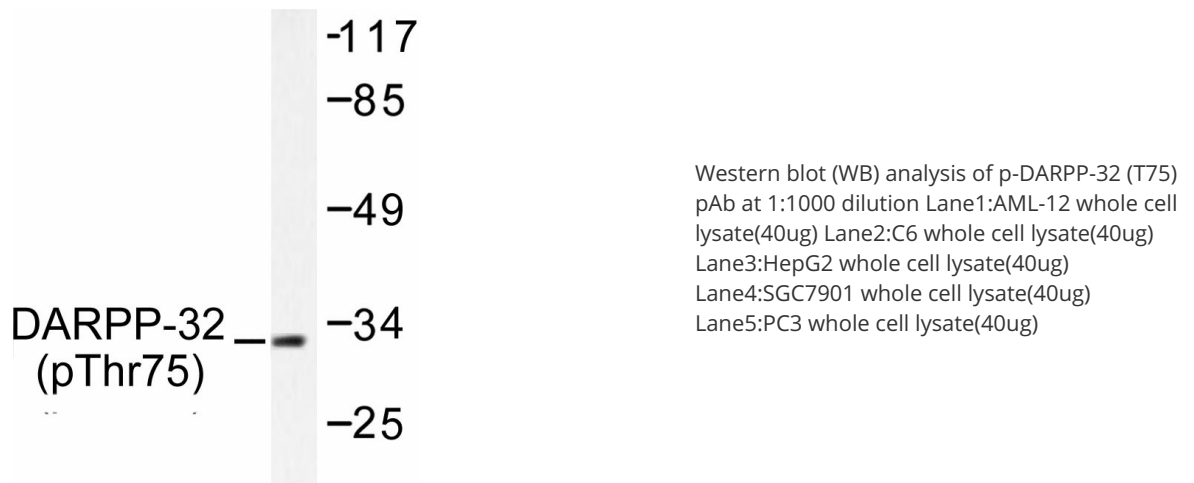 -117
-85
-49
DARPP-32
(pThr75)
-34
-25
Western blot (WB) analysis of p-DARPP-32 (T75)
pAb at 1:1000 dilution Lane1:AML-12 whole cell
lysate(40ug) Lane2:C6 whole cell lysate(40ug)
Lane3:HepG2 whole cell lysate(40ug)
Lane4:SGC7901 whole cell lysate(40ug)
Lane5:PC3 whole cell lysate(40ug)